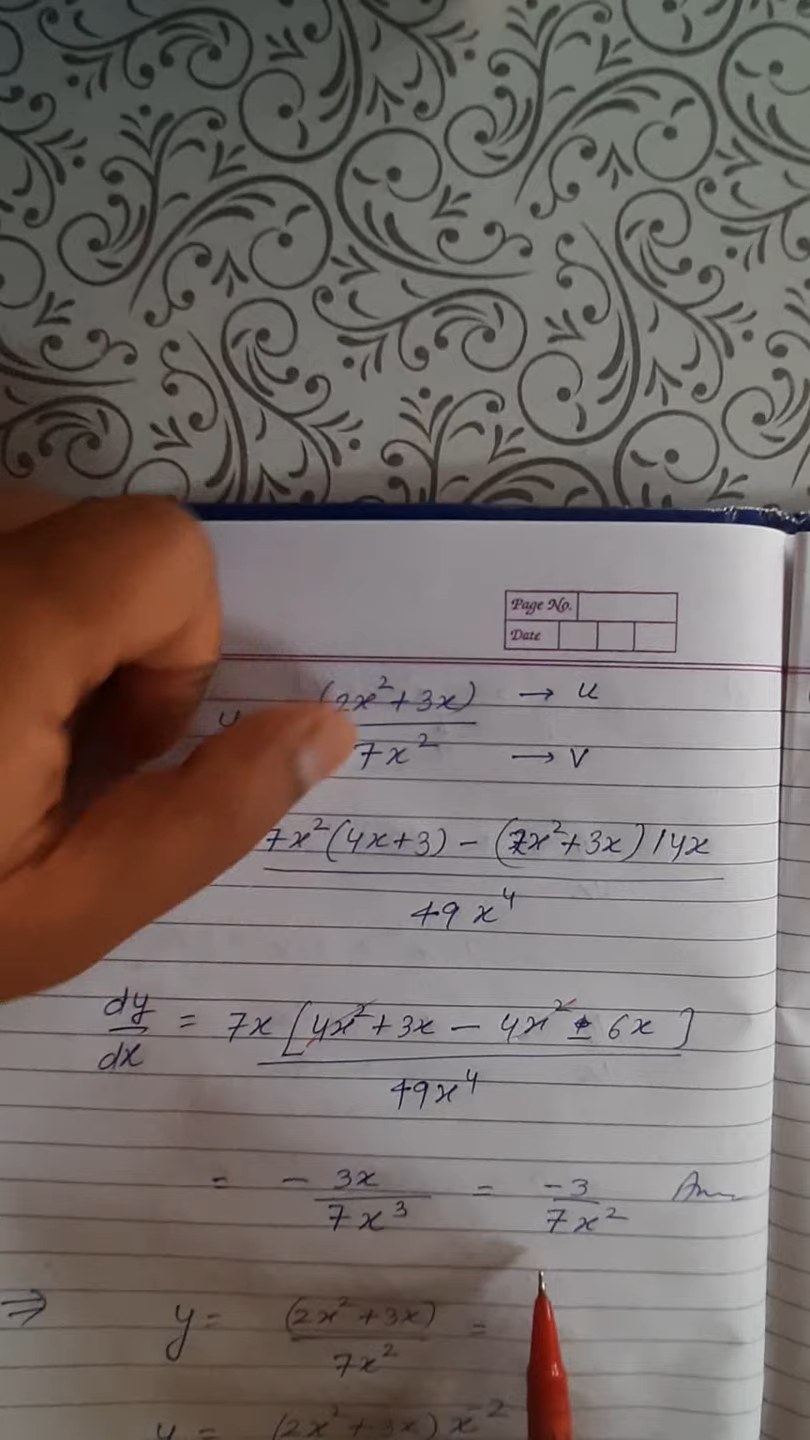 Page No.
Date
y (2x² + 3x) → u
7x² → v
7x² (4x + 3) - (2x² + 3x) 14x
49x⁴
dy/dx = 7x [4x² + 3x - 4x² - 6x]
49x⁴
= - 3x / 7x³ = -3 / 7x² Ans
⇒ y = (2x² + 3x) / 7x² =
y = (2x² + 3x) x⁻²